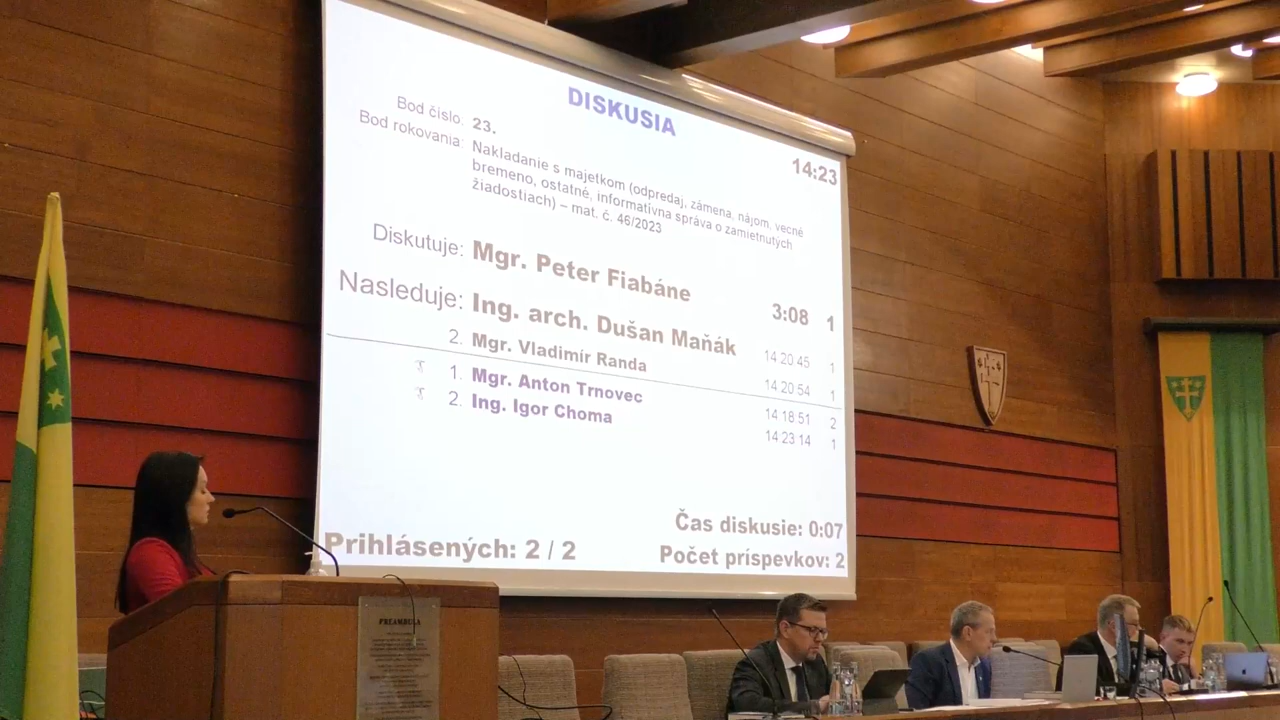 DISKUSIA
14:23
Bod číslo: 23.
Bod rokovania: Nakladanie s majetkom (odpredaj, zámena, nájom, vecné
bremeno, ostatné, informatívna správa o zamietnutých
žiadostiach) – mat. č. 46/2023
Diskutuje: Mgr. Peter Fiabáne 3:08 1
Nasleduje: Ing. arch. Dušan Maňák 14 20 45 1
2. Mgr. Vladimír Randa 14 20 54 1
1. Mgr. Anton Trnovec 14 18 51 2
2. Ing. Igor Choma 14 23 14 1
Čas diskusie: 0:07
Prihlásených: 2 / 2 Počet príspevkov: 2
PREAMBULA